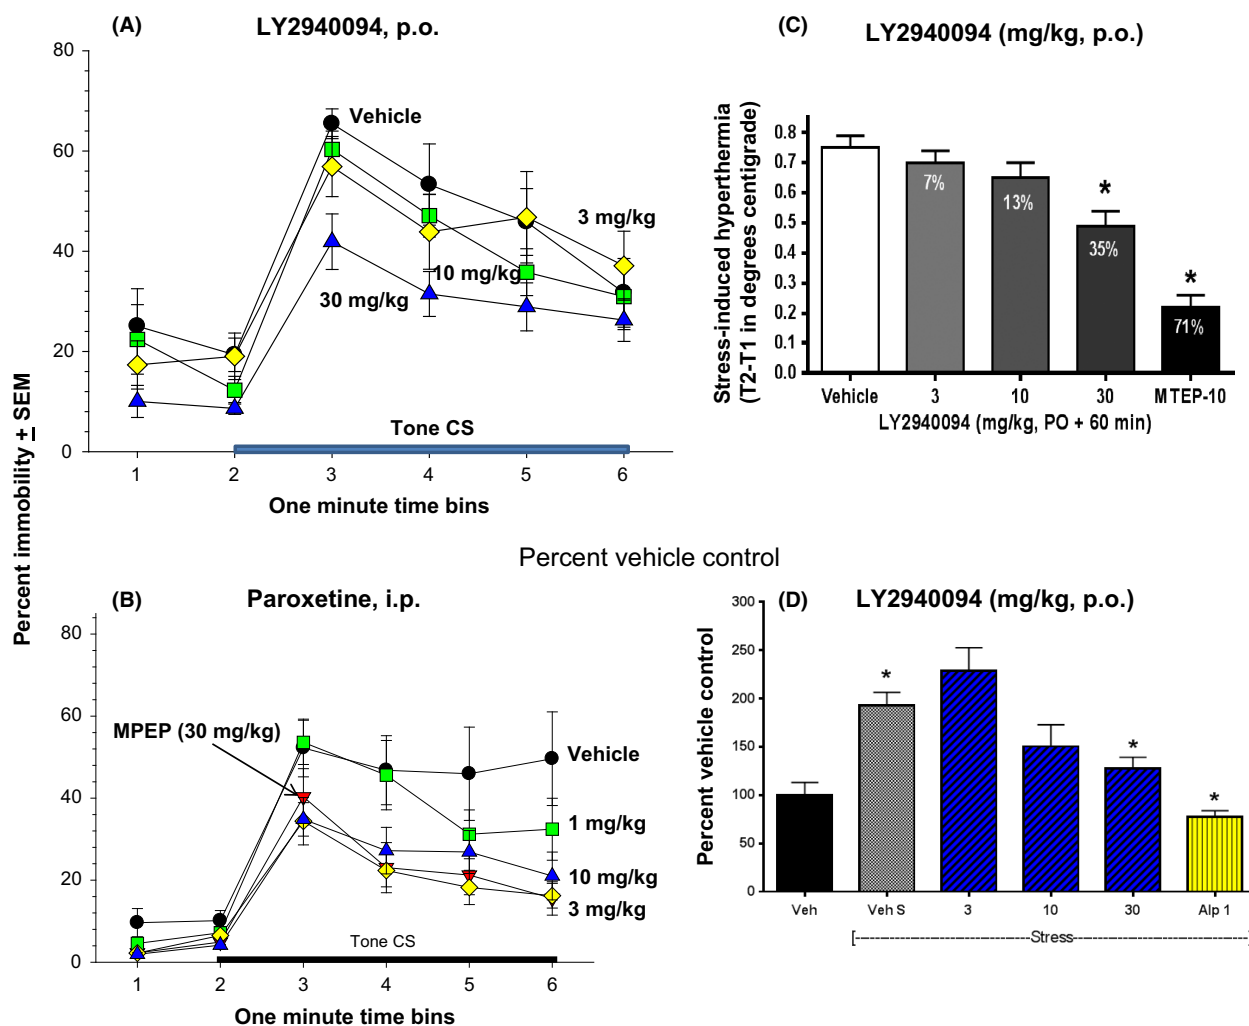 (A)
LY2940094, p.o.
80
60
40
20
0
Vehicle
3 mg/kg
10 mg/kg
30 mg/kg
Tone CS
1 2 3 4 5 6
One minute time bins
Percent immobility + SEM
(C)
LY2940094 (mg/kg, p.o.)
Stress-induced hyperthermia
(T2-T1 in degrees centigrade)
0.8
0.7
0.6
0.5
0.4
0.3
0.2
0.1
0.0
7%
13%
*
35%
*
71%
Vehicle 3 10 30 MTEP-10
LY2940094 (mg/kg, PO + 60 min)
Percent vehicle control
(B)
Paroxetine, i.p.
80
60
40
20
0
MPEP (30 mg/kg)
Vehicle
1 mg/kg
10 mg/kg
3 mg/kg
Tone CS
1 2 3 4 5 6
One minute time bins
(D)
LY2940094 (mg/kg, p.o.)
Percent vehicle control
300
250
200
150
100
50
0
*
*
*
Veh Veh S 3 10 30 Alp 1
[----------------------Stress----------------------]